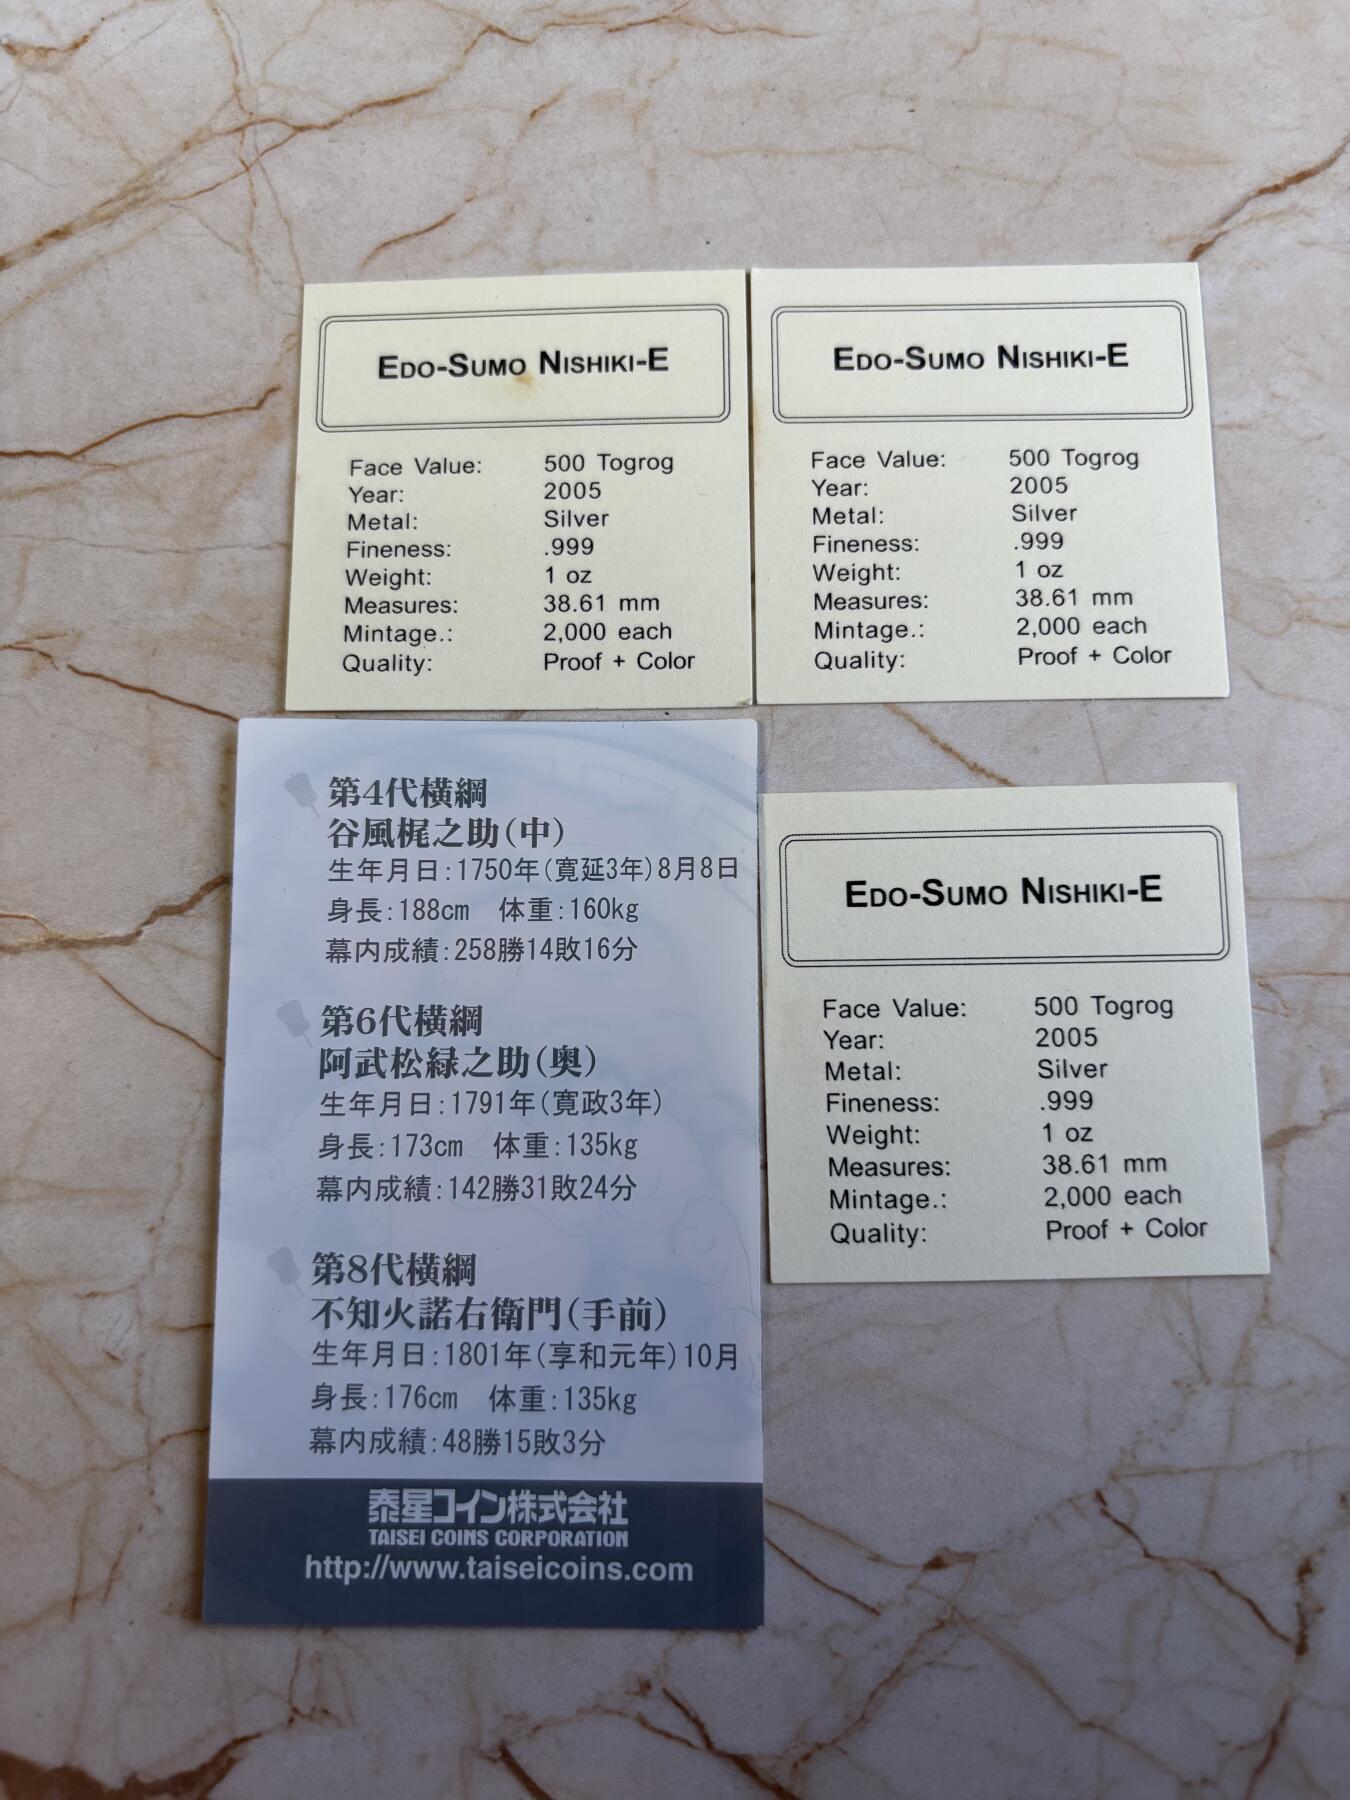 EDO-SUMO NISHIKI-E
Face Value: 500 Togrog
Year: 2005
Metal: Silver
Fineness: .999
Weight: 1 oz
Measures: 38.61 mm
Mintage.: 2,000 each
Quality: Proof + Color
EDO-SUMO NISHIKI-E
Face Value: 500 Togrog
Year: 2005
Metal: Silver
Fineness: .999
Weight: 1 oz
Measures: 38.61 mm
Mintage.: 2,000 each
Quality: Proof + Color
第4代横綱
谷風梶之助(中)
生年月日:1750年(寛延3年)8月8日
身長:188cm 体重:160kg
幕内成績:258勝14敗16分
第6代横綱
阿武松緑之助(奥)
生年月日:1791年(寛政3年)
身長:173cm 体重:135kg
幕内成績:142勝31敗24分
第8代横綱
不知火諾右衛門(手前)
生年月日:1801年(享和元年)10月
身長:176cm 体重:135kg
幕内成績:48勝15敗3分
泰星コイン株式会社
TAISEI COINS CORPORATION
http://www.taiseicoins.com
EDO-SUMO NISHIKI-E
Face Value: 500 Togrog
Year: 2005
Metal: Silver
Fineness: .999
Weight: 1 oz
Measures: 38.61 mm
Mintage.: 2,000 each
Quality: Proof + Color